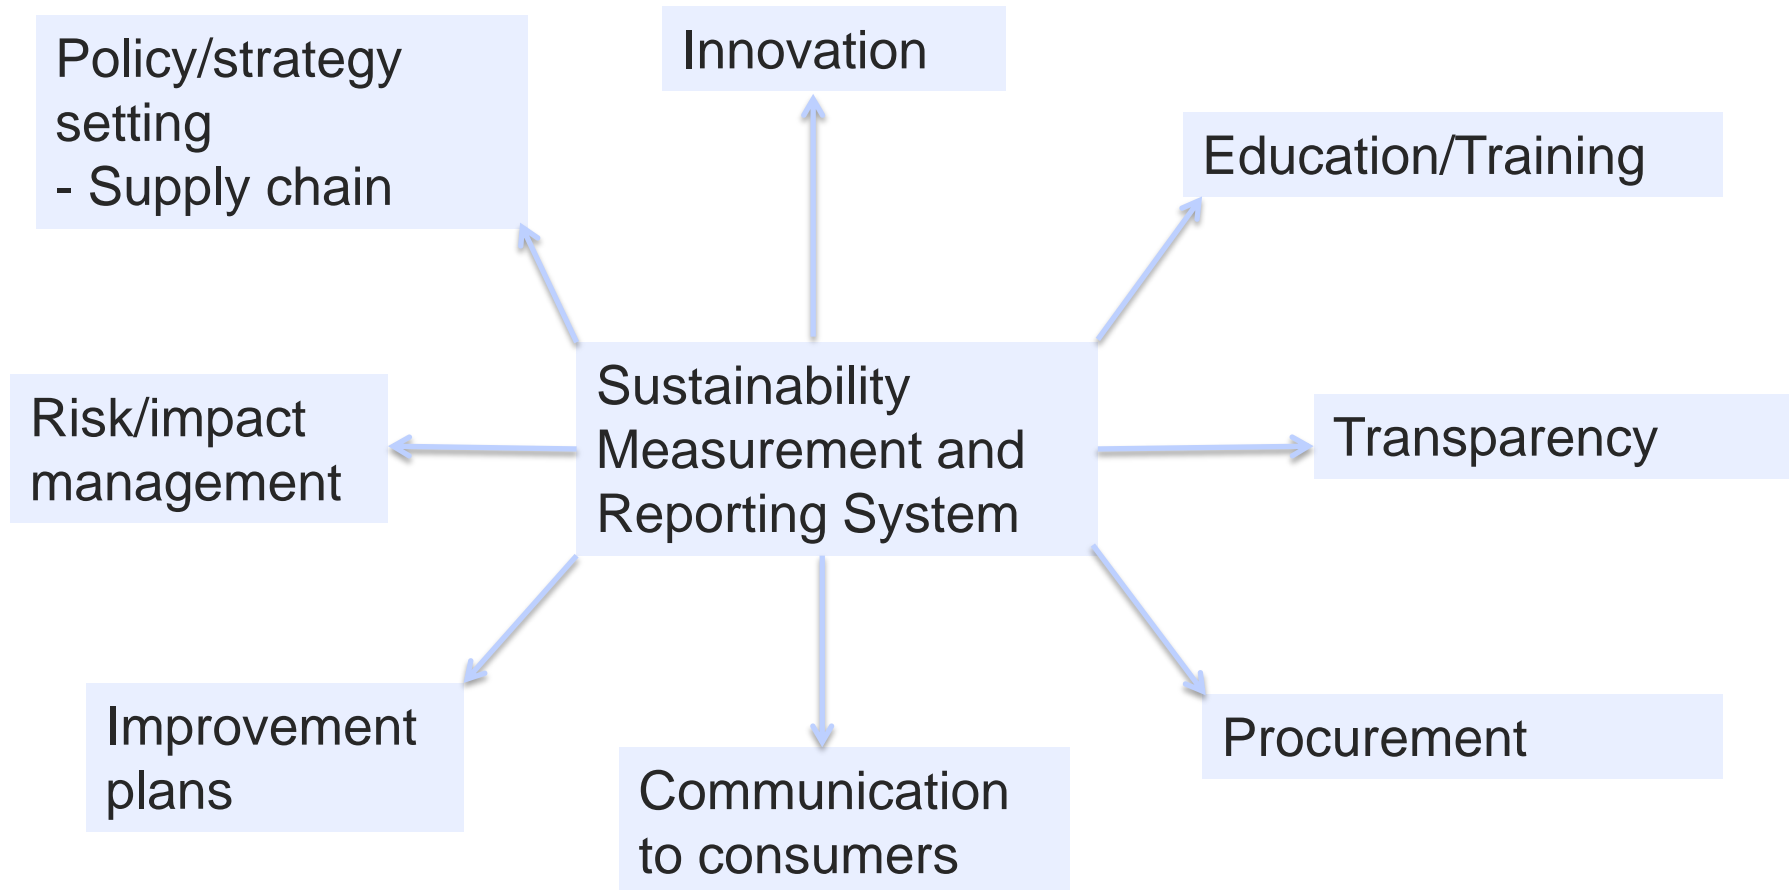 Policy/strategy
setting
- Supply chain
Innovation
Education/Training
Risk/impact
management
Sustainability
Measurement and
Reporting System
Transparency
Improvement
plans
Communication
to consumers
Procurement